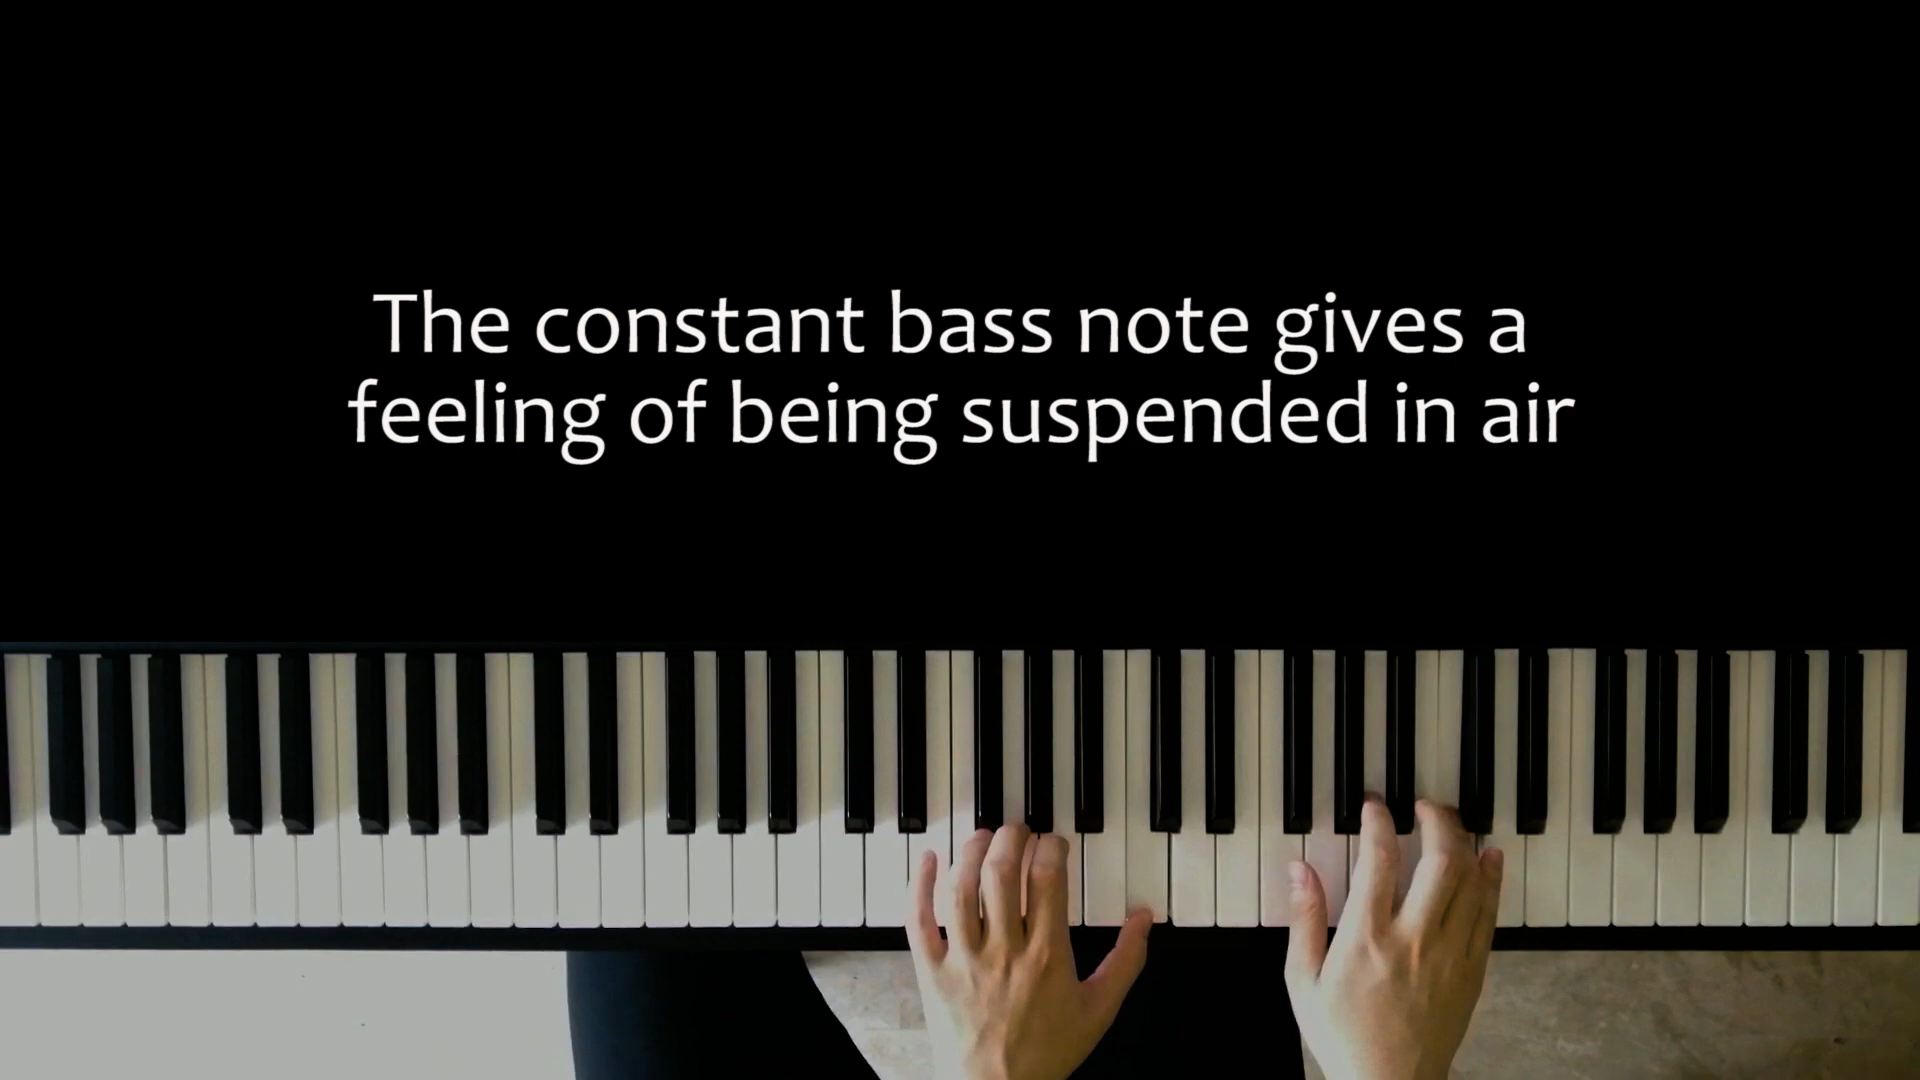 The constant bass note gives a
feeling of being suspended in air